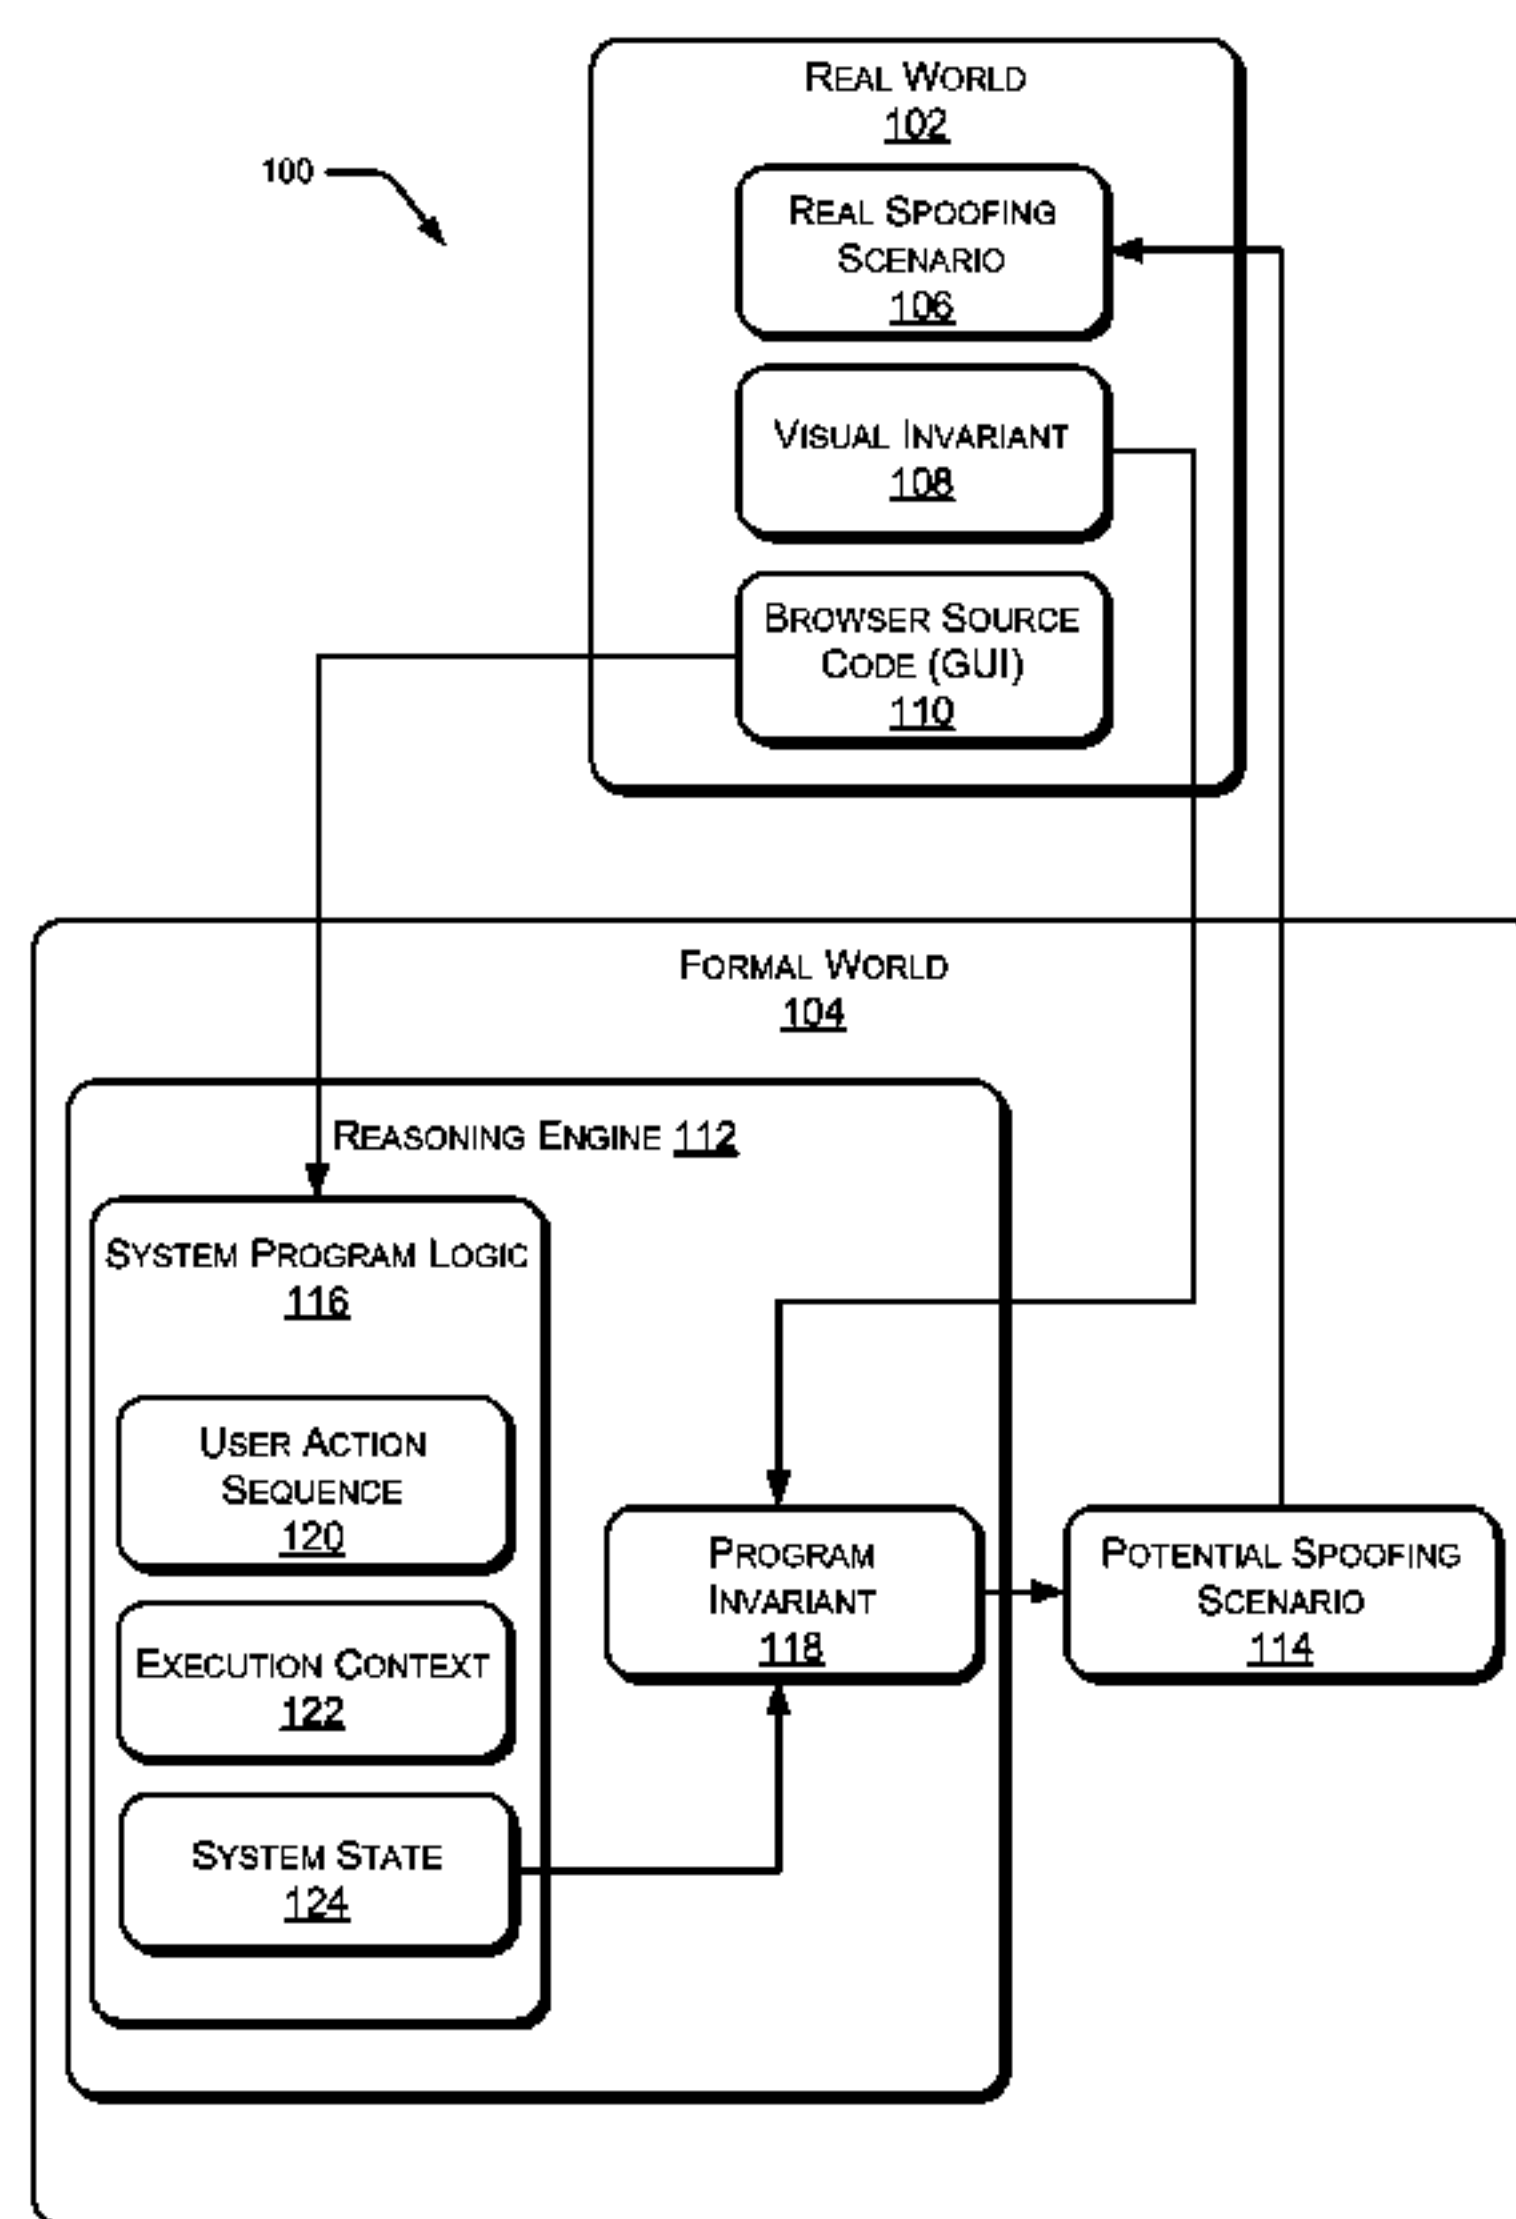 REAL WORLD
102
100
REAL SPOOFING
SCENARIO
106
VISUAL INVARIANT
108
BROWSER SOURCE
CODE (GUI)
110
FORMAL WORLD
104
REASONING ENGINE 112
SYSTEM PROGRAM LOGIC
116
USER ACTION
SEQUENCE
120
PROGRAM
INVARIANT
118
POTENTIAL SPOOFING
SCENARIO
114
EXECUTION CONTEXT
122
SYSTEM STATE
124